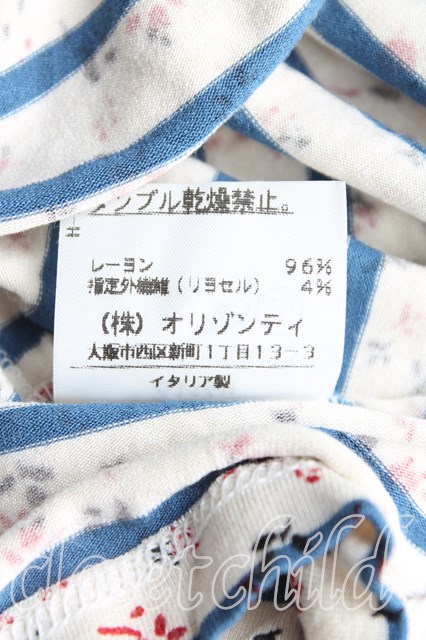 タンブル乾燥禁止。
レーヨン 96%
指定外繊維(リヨセル) 4%
(株)オリゾンティ
大阪市西区新町1丁目13-3
イタリア製
closetchild